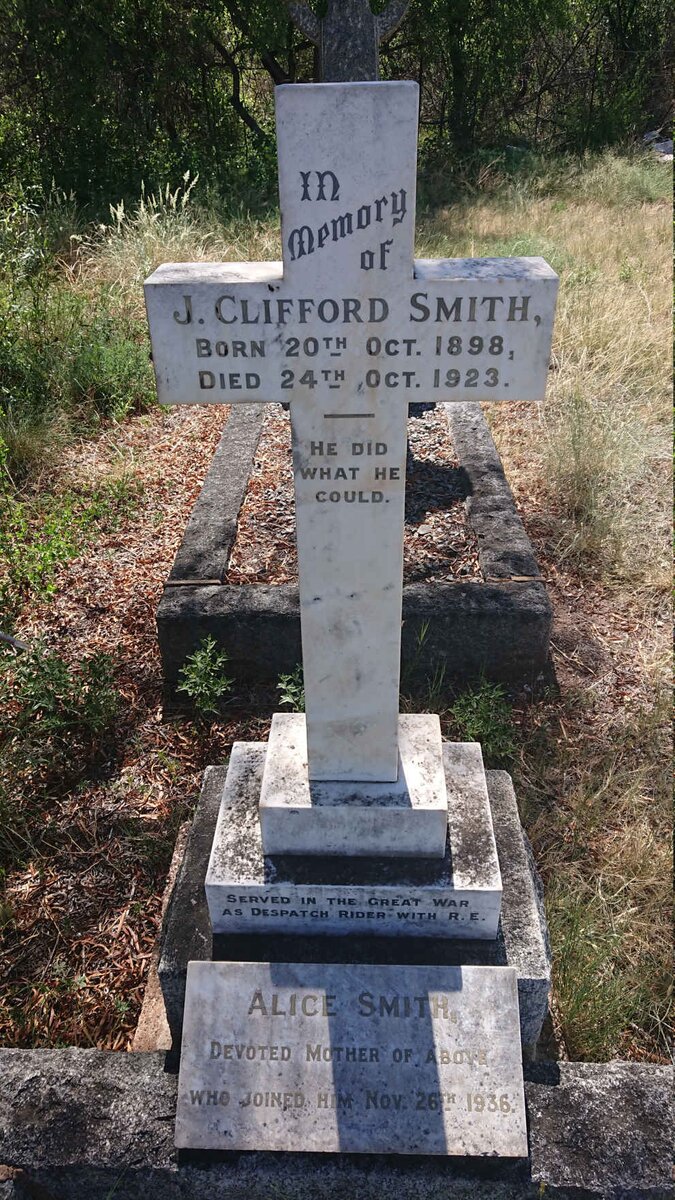 In
Memory
of
J. Clifford Smith,
Born 20th Oct. 1898,
Died 24th Oct. 1923.
He did
what he
could.
Served in the Great War
as Despatch Rider with R.E.
Alice Smith,
Devoted Mother of above
who joined him Nov. 26th 1936.